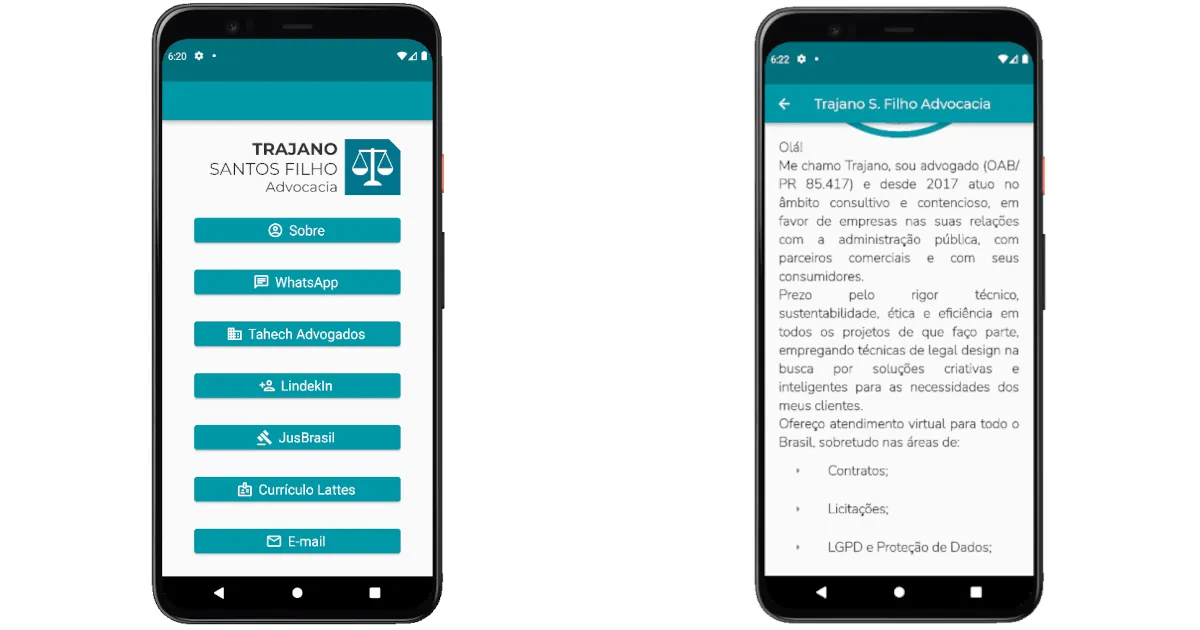 6:20
TRAJANO
SANTOS FILHO
Advocacia
Sobre
WhatsApp
Tahech Advogados
LindekIn
JusBrasil
Currículo Lattes
E-mail
6:22
Trajano S. Filho Advocacia
Olá!
Me chamo Trajano, sou advogado (OAB/
PR 85.417) e desde 2017 atuo no
âmbito consultivo e contencioso, em
favor de empresas nas suas relações
com a administração pública, com
parceiros comerciais e com seus
consumidores.
Prezo pelo rigor técnico,
sustentabilidade, ética e eficiência em
todos os projetos de que faço parte,
empregando técnicas de legal design na
busca por soluções criativas e
inteligentes para as necessidades dos
meus clientes.
Ofereço atendimento virtual para todo o
Brasil, sobretudo nas áreas de:
Contratos;
Licitações;
LGPD e Proteção de Dados;